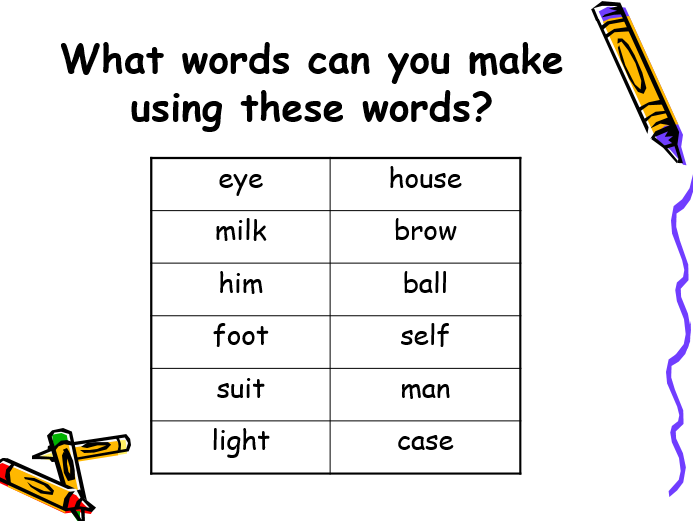 What words can you make
using these words?
eye house
milk brow
him ball
foot self
suit man
light case